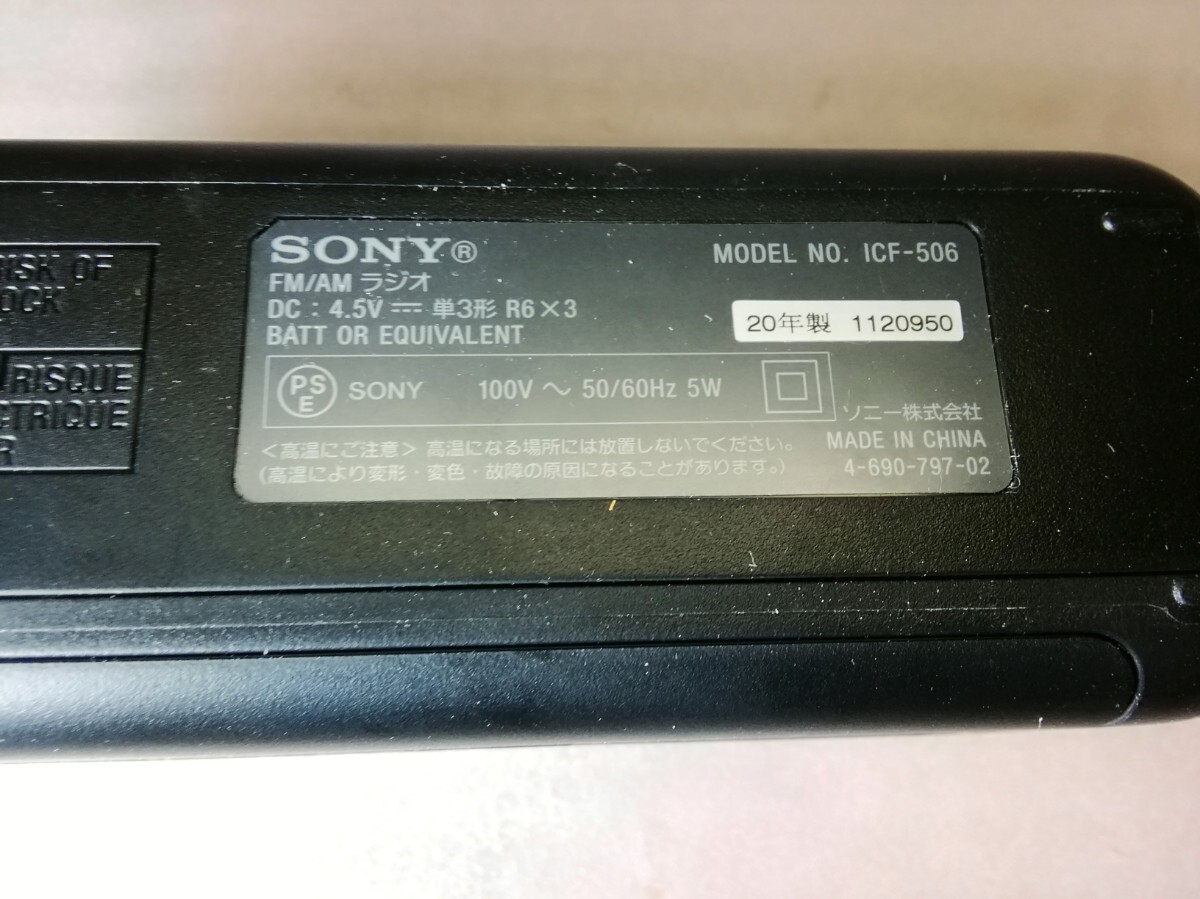 RISK OF
OCK
RISQUE
CTRIQUE
R
SONY®
MODEL NO. ICF-506
FM/AM ラジオ
DC : 4.5V ⎓ 単3形 R6×3
BATT OR EQUIVALENT
20年製 1120950
PSE SONY 100V ～ 50/60Hz 5W
ソニー株式会社
＜高温にご注意＞ 高温になる場所には放置しないでください。
(高温により変形・変色・故障の原因になることがあります。)
MADE IN CHINA
4-690-797-02